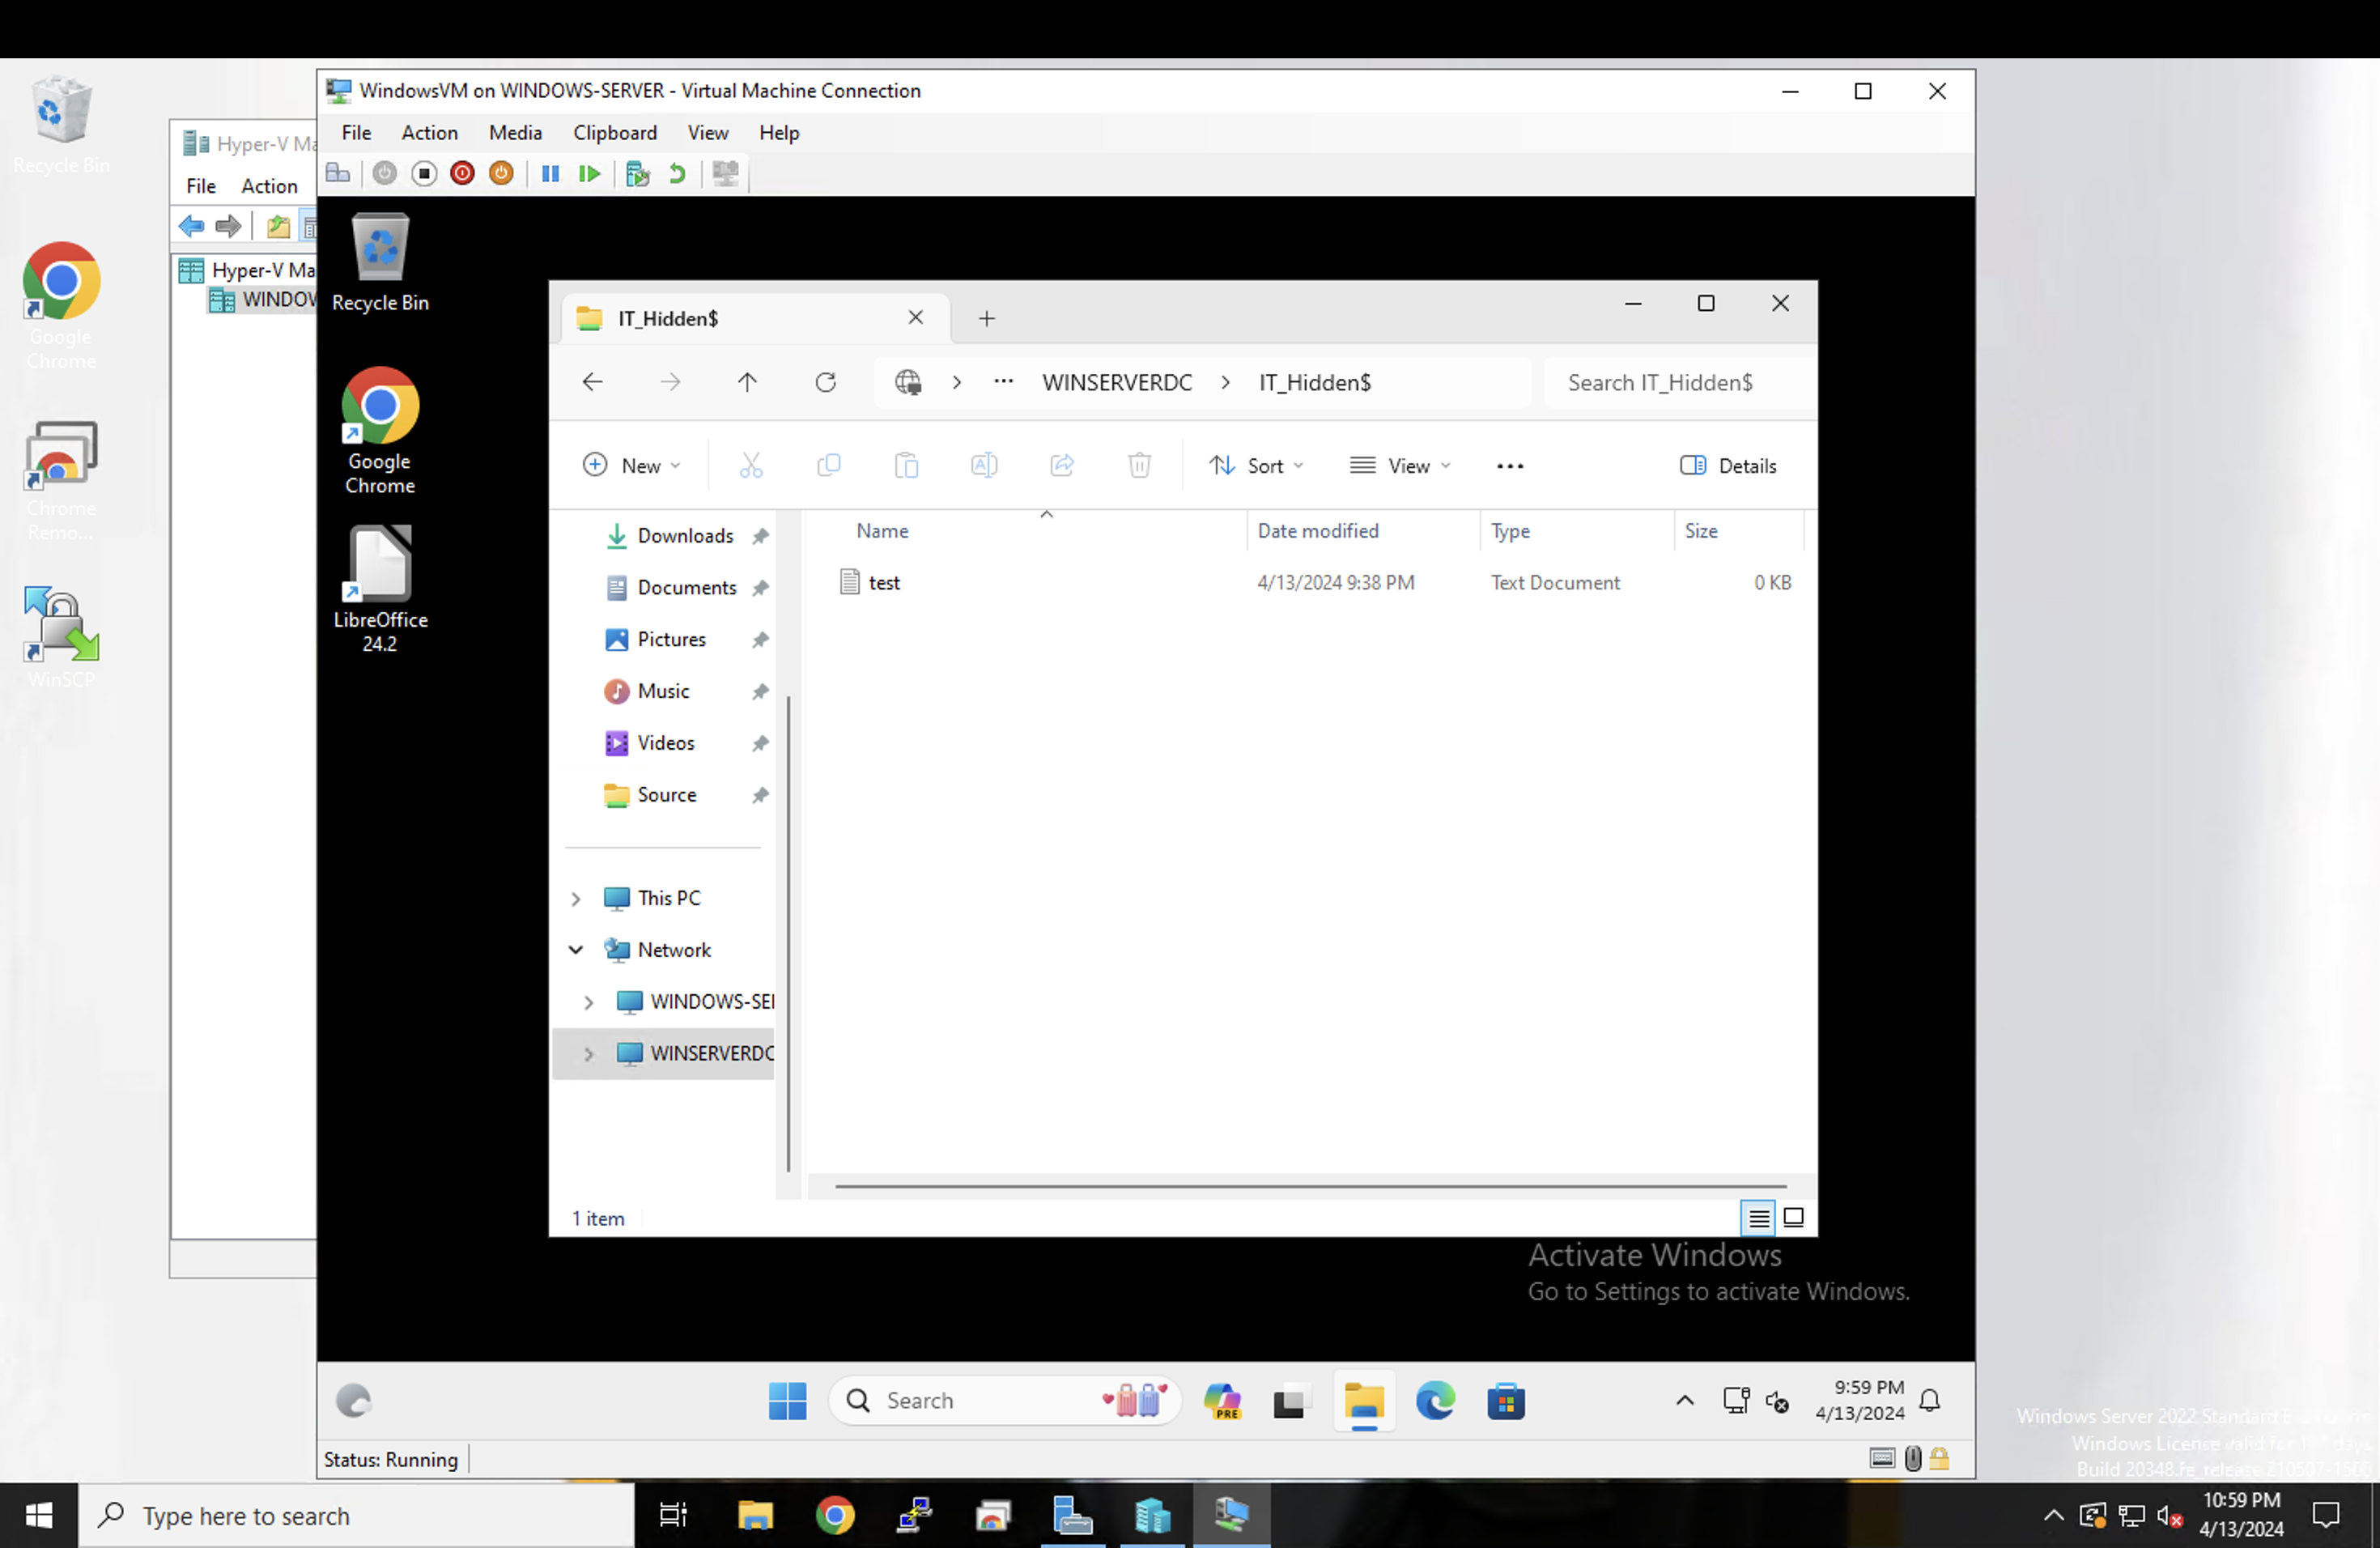 Recycle Bin
Google
Chrome
Chrome
Remo...
WinSCP
Hyper-V Ma
File Action
Hyper-V Ma
WINDOW
WindowsVM on WINDOWS-SERVER - Virtual Machine Connection
File Action Media Clipboard View Help
Recycle Bin
Google
Chrome
LibreOffice
24.2
IT_Hidden$
WINSERVERDC IT_Hidden$
Search IT_Hidden$
New Sort View Details
Downloads
Documents
Pictures
Music
Videos
Source
This PC
Network
WINDOWS-SE
WINSERVERDC
Name Date modified Type Size
test 4/13/2024 9:38 PM Text Document 0 KB
1 item
Activate Windows
Go to Settings to activate Windows.
Search
PRE
9:59 PM
4/13/2024
Status: Running
Windows Server 2022 Standard
Windows License valid for days
Build 20348.fe_release.210507-1500
Type here to search
10:59 PM
4/13/2024